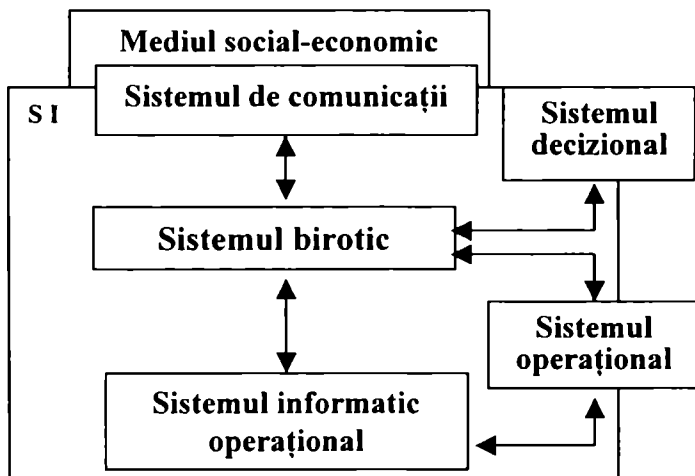 Mediul social-economic
Sistemul de comunicații
S I
Sistemul
decizional
Sistemul birotic
Sistemul
operațional
Sistemul informatic
operațional